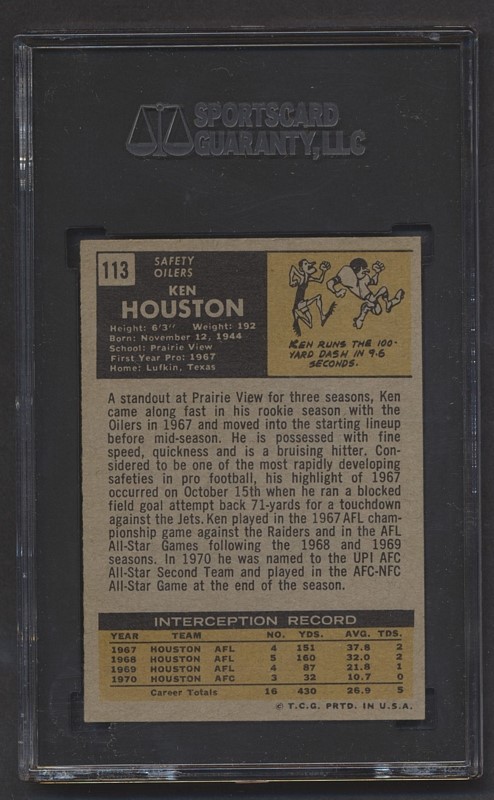 SPORTSCARD
GUARANTY, LLC
113
SAFETY
OILERS
KEN
HOUSTON
Height: 6'3" Weight: 192
Born: November 12, 1944
School: Prairie View
First Year Pro: 1967
Home: Lufkin, Texas
KEN RUNS THE 100-
YARD DASH IN 9.6
SECONDS.
A standout at Prairie View for three seasons, Ken
came along fast in his rookie season with the
Oilers in 1967 and moved into the starting lineup
before mid-season. He is possessed with fine
speed, quickness and is a bruising hitter. Con-
sidered to be one of the most rapidly developing
safeties in pro football, his highlight of 1967
occurred on October 15th when he ran a blocked
field goal attempt back 71-yards for a touchdown
against the Jets. Ken played in the 1967 AFL cham-
pionship game against the Raiders and in the AFL
All-Star Games following the 1968 and 1969
seasons. In 1970 he was named to the UPI AFC
All-Star Second Team and played in the AFC-NFC
All-Star Game at the end of the season.
INTERCEPTION RECORD
YEAR TEAM NO. YDS. AVG. TDS.
1967 HOUSTON AFL 4 151 37.8 2
1968 HOUSTON AFL 5 160 32.0 2
1969 HOUSTON AFL 4 87 21.8 1
1970 HOUSTON AFC 3 32 10.7 0
Career Totals 16 430 26.9 5
© T.C.G. PRTD. IN U.S.A.